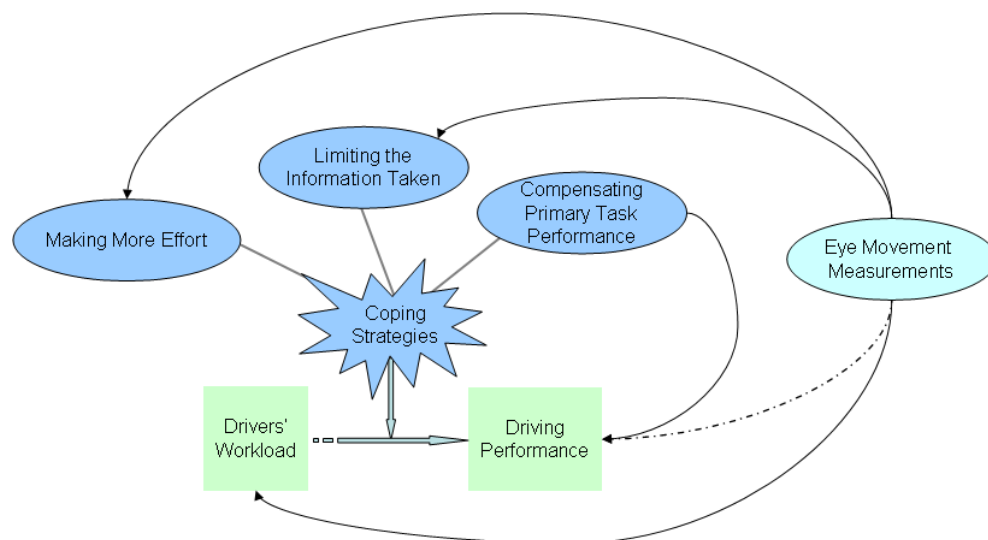 Limiting the
Information Taken
Compensating
Primary Task
Performance
Making More Effort
Eye Movement
Measurements
Coping
Strategies
Drivers'
Workload
Driving
Performance